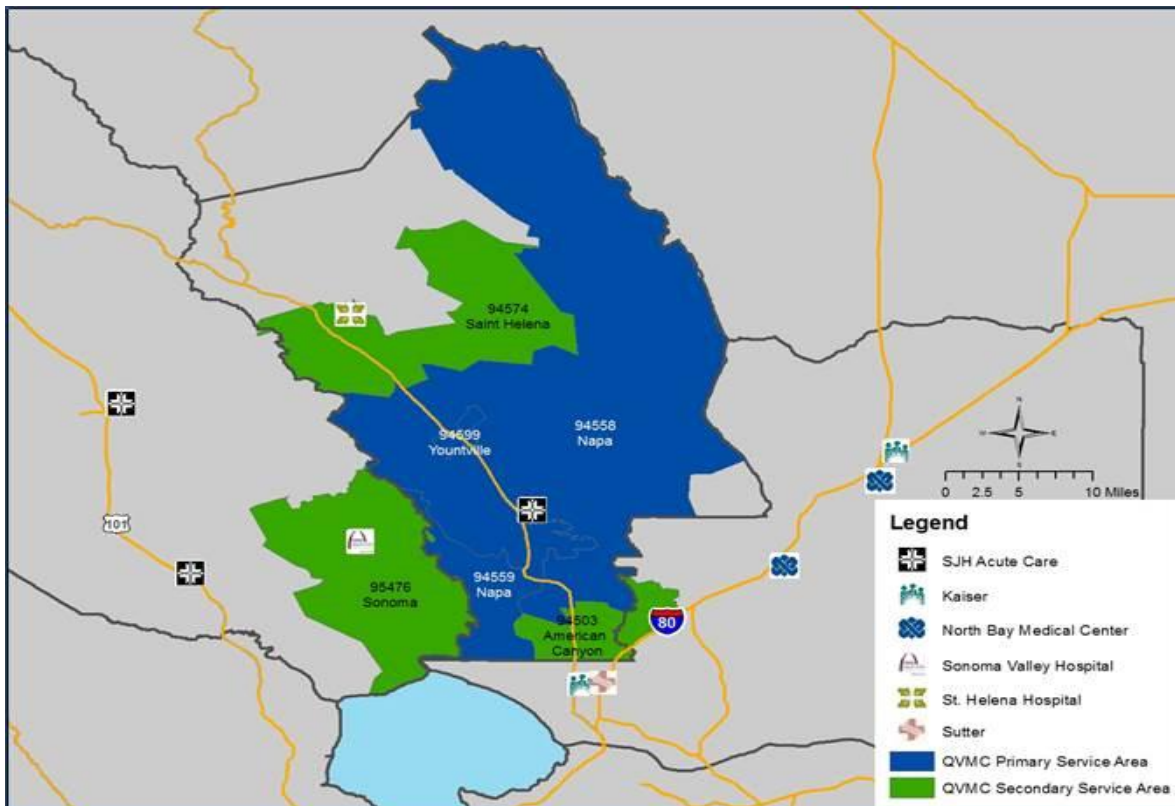 94574
Saint Helena
94599
Yountville
94558
Napa
N
W E
S
0 2.5 5 10 Miles
101
95476
Sonoma
94559
Napa
94503
American
Canyon
80
Legend
SJH Acute Care
Kaiser
North Bay Medical Center
Sonoma Valley Hospital
St. Helena Hospital
Sutter
QVMC Primary Service Area
QVMC Secondary Service Area